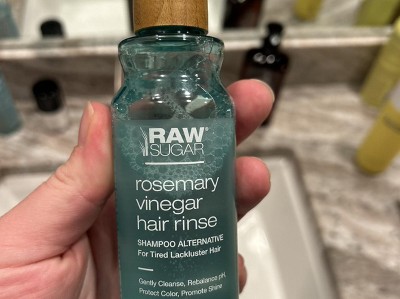 RAW®
SUGAR
rosemary
vinegar
hair rinse
SHAMPOO ALTERNATIVE
For Tired Lackluster Hair
Gently Cleanse, Rebalance pH,
Protect Color, Promote Shine